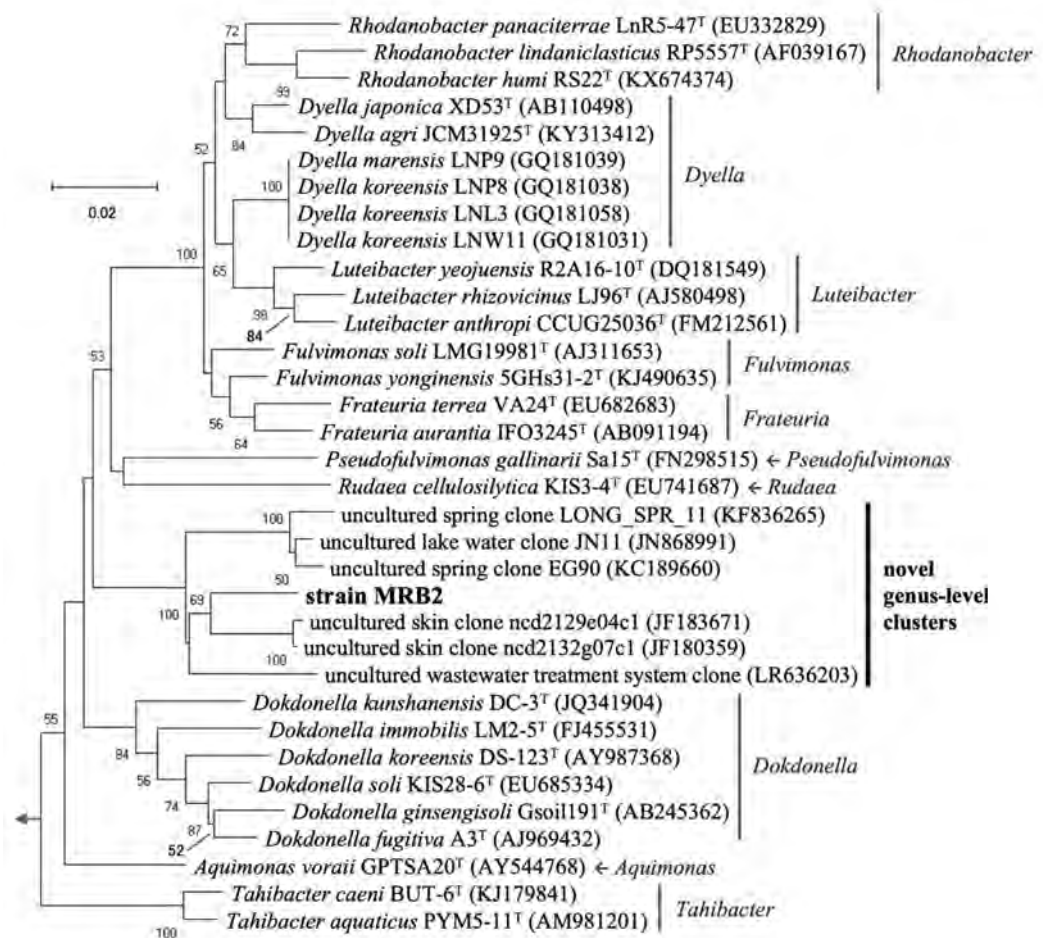 72
Rhodanobacter panaciterrae LnR5-47ᵀ (EU332829)
Rhodanobacter lindaniclasticus RP5557ᵀ (AF039167)
Rhodanobacter
Rhodanobacter humi RS22ᵀ (KX674374)
99
Dyella japonica XD53ᵀ (AB110498)
84
Dyella agri JCM31925ᵀ (KY313412)
52
Dyella marensis LNP9 (GQ181039)
100
Dyella koreensis LNP8 (GQ181038)
Dyella
0.02
Dyella koreensis LNL3 (GQ181058)
Dyella koreensis LNW11 (GQ181031)
100
65
Luteibacter yeojuensis R2A16-10ᵀ (DQ181549)
Luteibacter rhizovicinus LJ96ᵀ (AJ580498)
Luteibacter
98
84
Luteibacter anthropi CCUG25036ᵀ (FM212561)
53
Fulvimonas soli LMG19981ᵀ (AJ311653)
Fulvimonas
Fulvimonas yonginensis 5GHs31-2ᵀ (KJ490635)
Frateuria terrea VA24ᵀ (EU682683)
Frateuria
56
Frateuria aurantia IFO3245ᵀ (AB091194)
64
Pseudofulvimonas gallinarii Sa15ᵀ (FN298515) ← Pseudofulvimonas
Rudaea cellulosilytica KIS3-4ᵀ (EU741687) ← Rudaea
100
uncultured spring clone LONG_SPR_11 (KF836265)
uncultured lake water clone JN11 (JN868991)
uncultured spring clone EG90 (KC189660)
50
novel
genus-level
clusters
strain MRB2
100
69
uncultured skin clone ncd2129e04c1 (JF183671)
uncultured skin clone ncd2132g07c1 (JF180359)
100
uncultured wastewater treatment system clone (LR636203)
Dokdonella kunshanensis DC-3ᵀ (JQ341904)
55
Dokdonella immobilis LM2-5ᵀ (FJ455531)
94
Dokdonella koreensis DS-123ᵀ (AY987368)
Dokdonella
56
Dokdonella soli KIS28-6ᵀ (EU685334)
74
Dokdonella ginsengisoli Gsoil191ᵀ (AB245362)
87
52
Dokdonella fugitiva A3ᵀ (AJ969432)
Aquimonas voraii GPTSA20ᵀ (AY544768) ← Aquimonas
Tahibacter caeni BUT-6ᵀ (KJ179841)
Tahibacter
Tahibacter aquaticus PYM5-11ᵀ (AM981201)
100